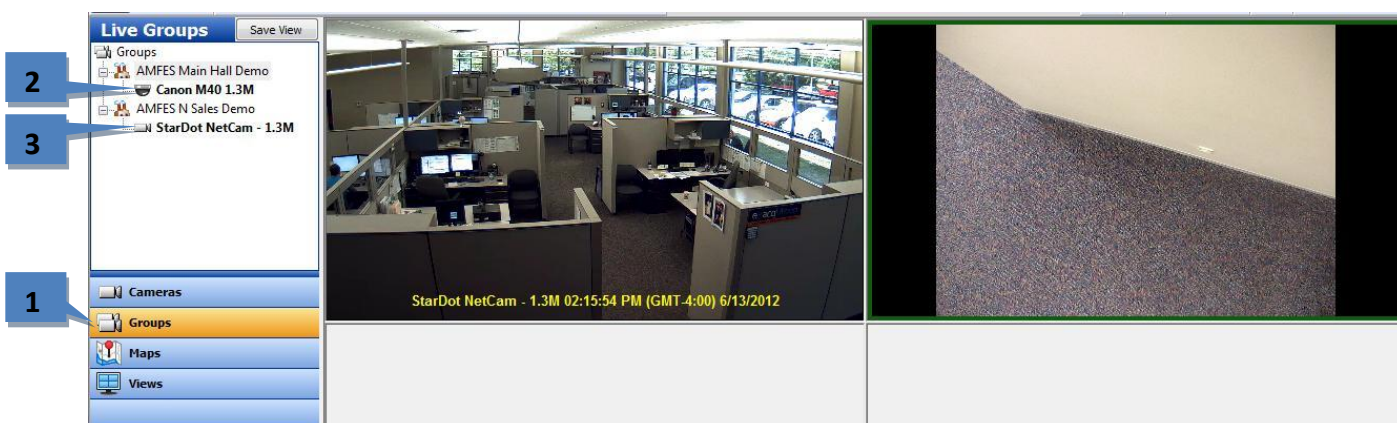 Live Groups
Save View
Groups
AMFES Main Hall Demo
2
Canon M40 1.3M
AMFES N Sales Demo
StarDot NetCam - 1.3M
3
Cameras
1
Groups
Maps
Views
StarDot NetCam - 1.3M 02:15:54 PM (GMT-4:00) 6/13/2012